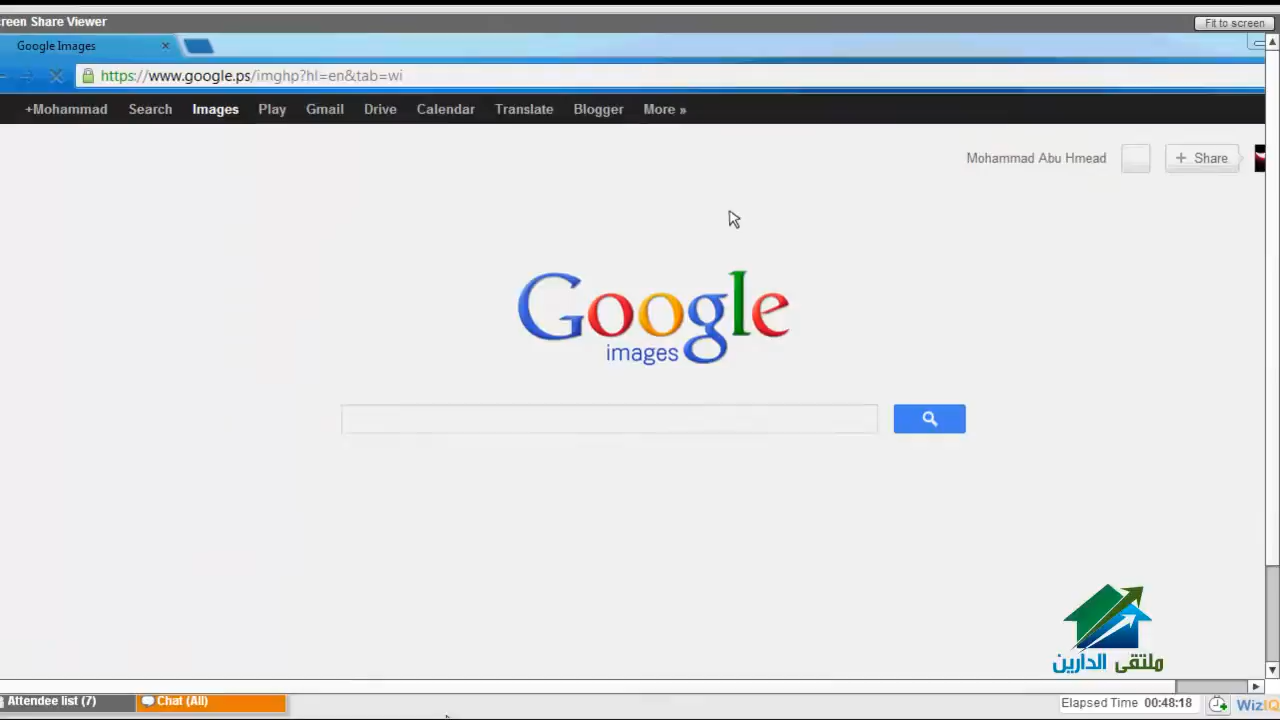 reen Share Viewer
Fit to screen
Google Images
https://www.google.ps/imghp?hl=en&tab=wi
+Mohammad Search Images Play Gmail Drive Calendar Translate Blogger More »
Mohammad Abu Hmead + Share
Google
images
ملتقى الدارين
Attendee list (7) Chat (All) Elapsed Time 00:48:18 WizIQ